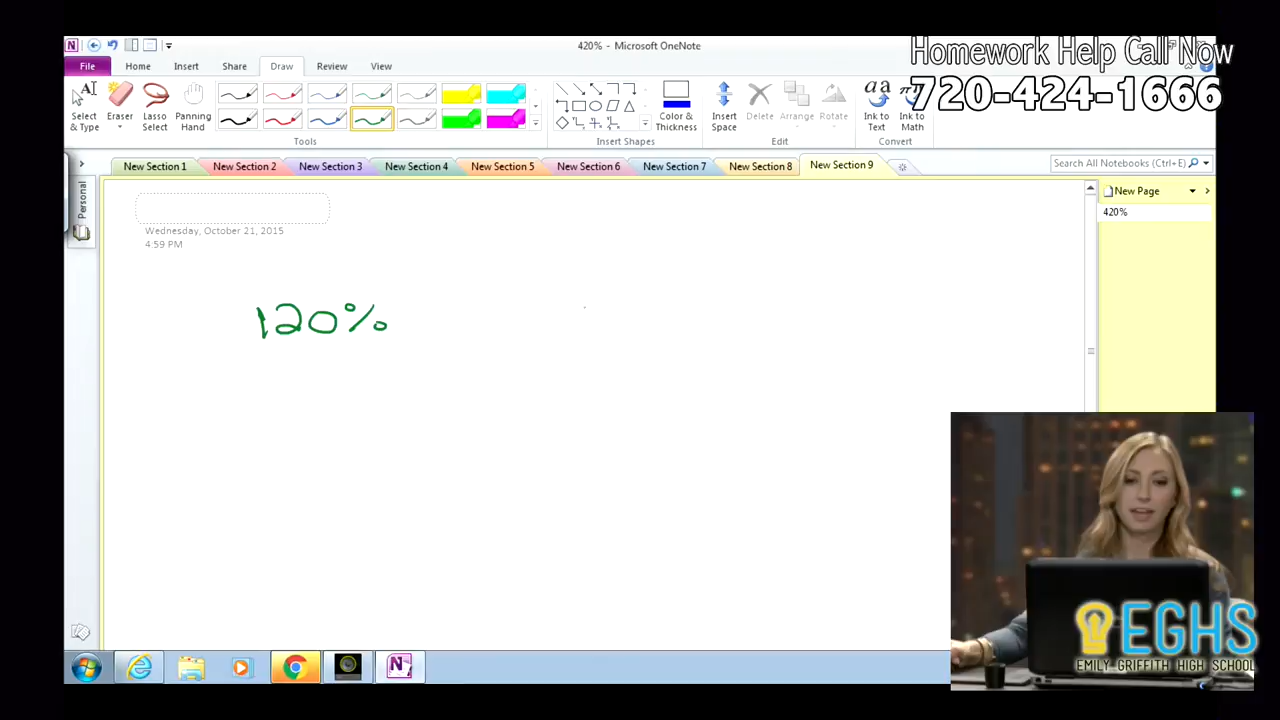 420% - Microsoft OneNote
Homework Help Call Now
720-424-1666
File Home Insert Share Draw Review View
Select & Type
Eraser
Lasso Select
Panning Hand
Color & Thickness
Insert Space
Delete
Arrange
Rotate
Ink to Text
Ink to Math
Tools
Insert Shapes
Edit
Convert
New Section 1 New Section 2 New Section 3 New Section 4 New Section 5 New Section 6 New Section 7 New Section 8 New Section 9
Search All Notebooks (Ctrl+E)
Personal
New Page
420%
Wednesday, October 21, 2015
4:59 PM
120%
EGHS
EMILY GRIFFITH HIGH SCHOOL